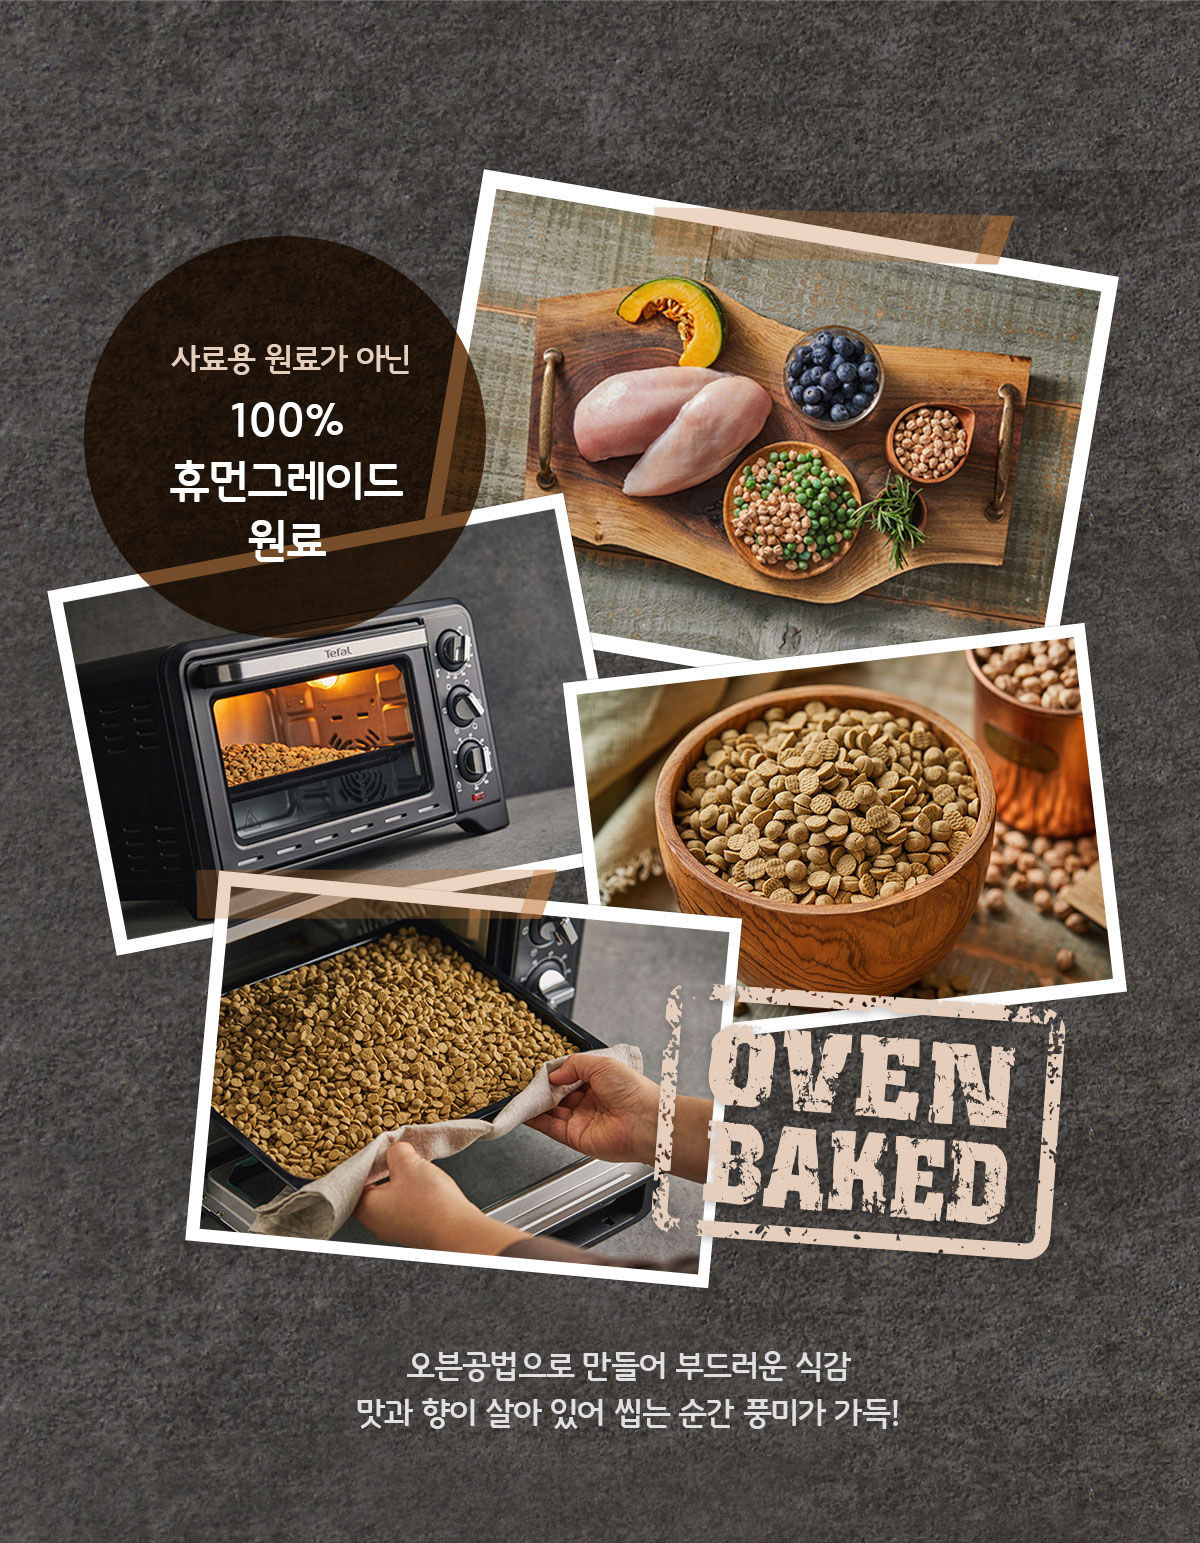 사료용 원료가 아닌
100%
휴먼그레이드
원료
Tefal
OVEN
BAKED
오븐공법으로 만들어 부드러운 식감
맛과 향이 살아 있어 씹는 순간 풍미가 가득!